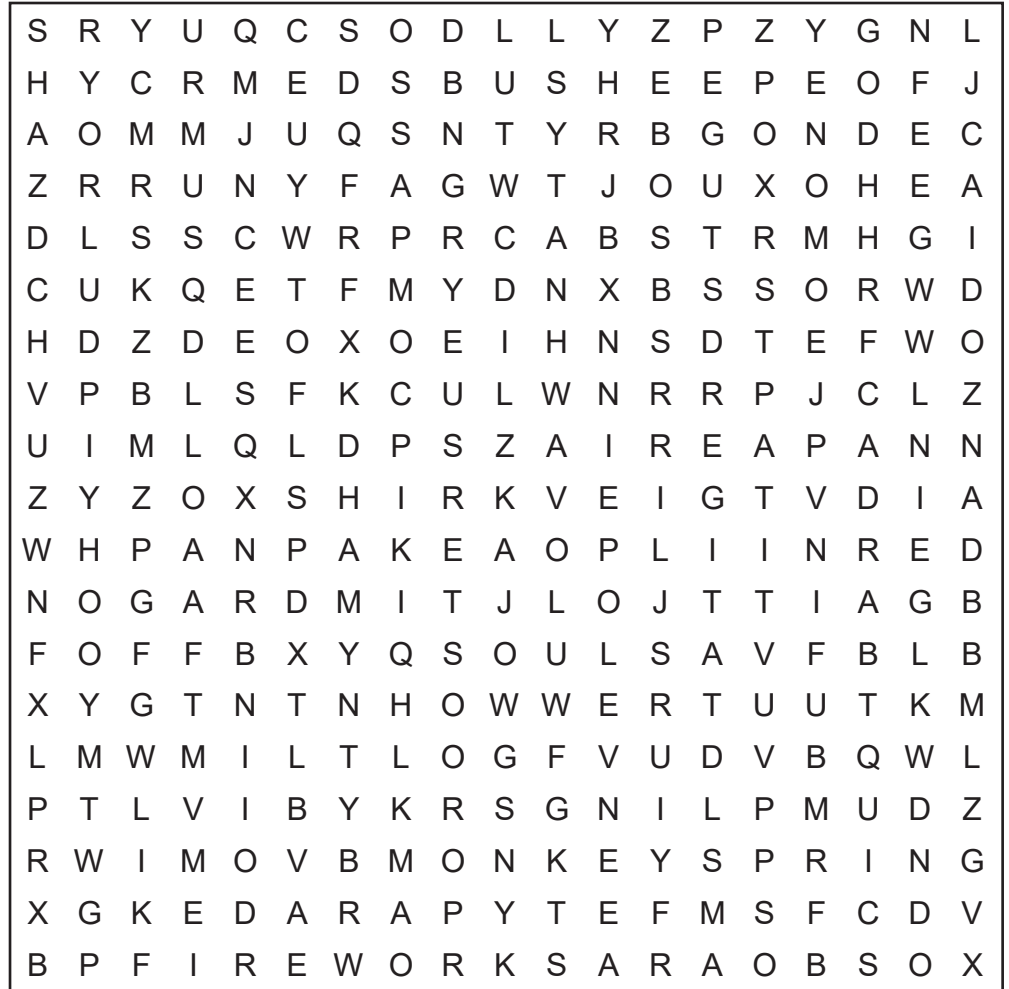 S R Y U Q C S O D L L Y Z P Z Y G N L
H Y C R M E D S B U S H E E P E O F J
A O M M J U Q S N T Y R B G O N D E C
Z R R U N Y F A G W T J O U X O H E A
D L S S C W R P R C A B S T R M H G I
C U K Q E T F M Y D N X B S S O R W D
H D Z D E O X O E I H N S D T E F W O
V P B L S F K C U L W N R R P J C L Z
U I M L Q L D P S Z A I R E A P A N N
Z Y Z O X S H I R K V E I G T V D I A
W H P A N P A K E A O P L I I N R E D
N O G A R D M I T J L O J T T I A G B
F O F F B X Y Q S O U L S A V F B L B
X Y G T N T N H O W W E R T U U T K M
L M W M I L T L O G F V U D V B Q W L
P T L V I B Y K R S G N I L P M U D Z
R W I M O V B M O N K E Y S P R I N G
X G K E D A R A P Y T E F M S F C D V
B P F I R E W O R K S A R A O B S O X